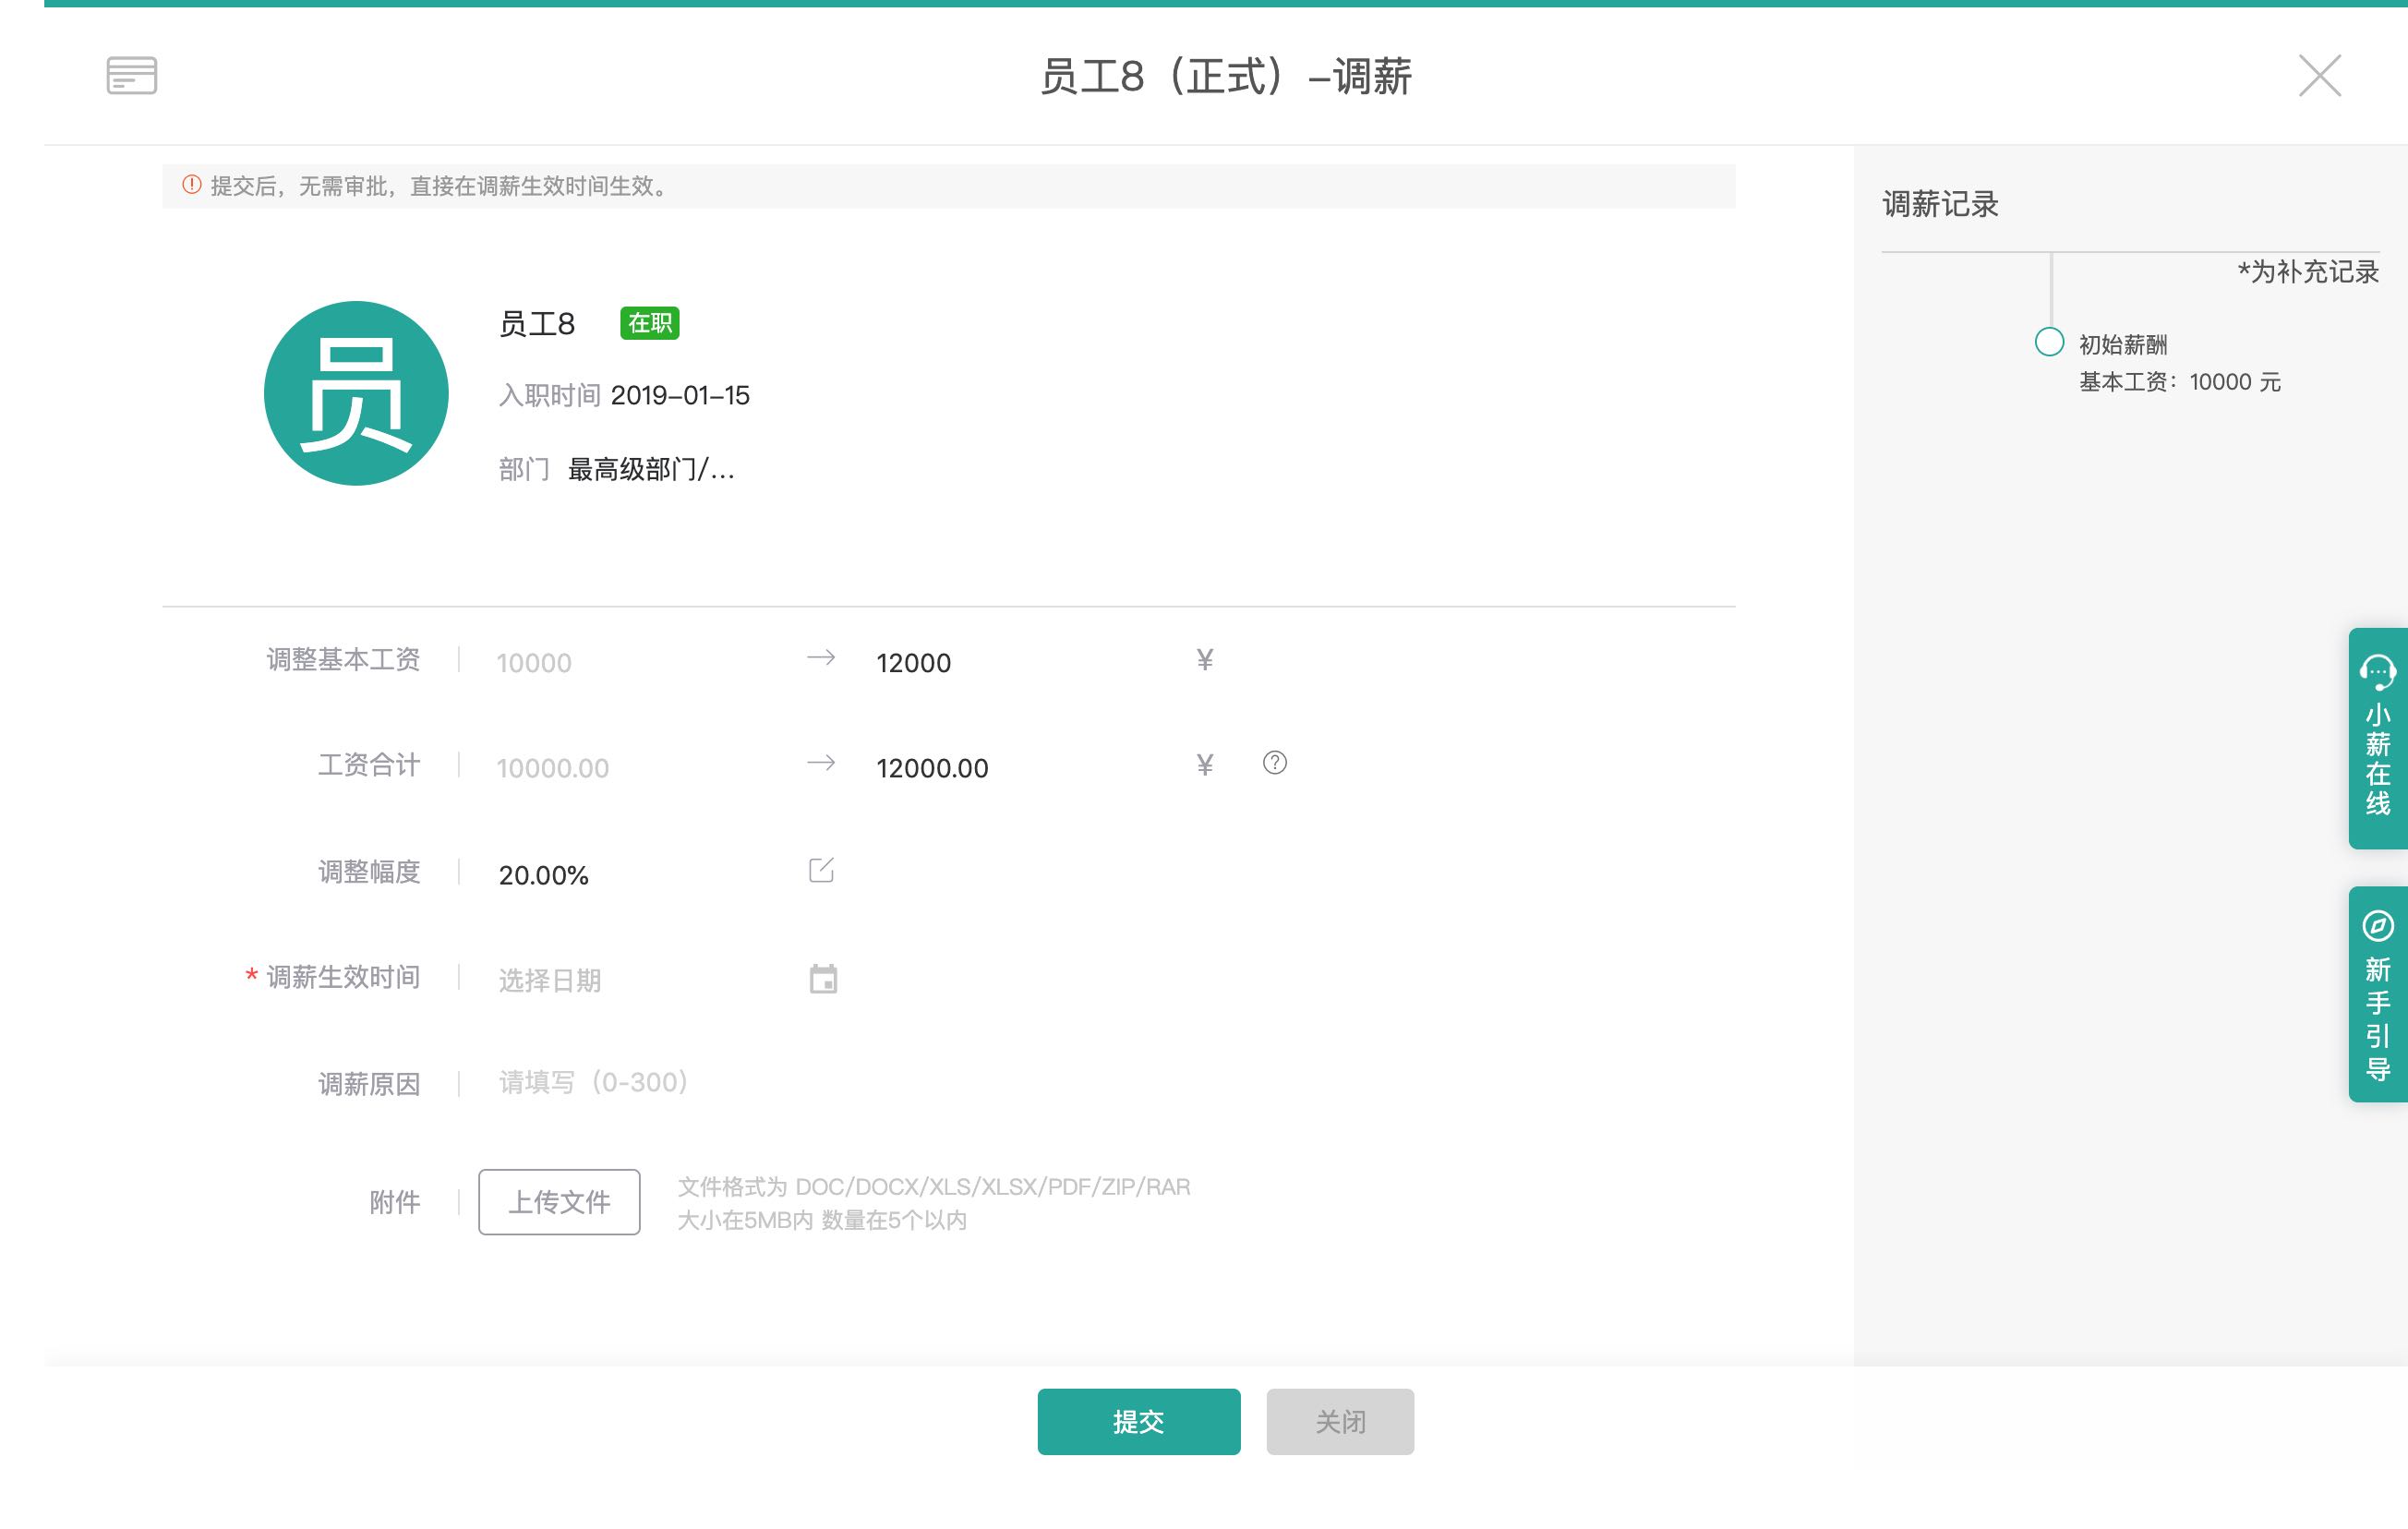 员工8（正式）-调薪
提交后，无需审批，直接在调薪生效时间生效。
员
员工8 在职
入职时间 2019-01-15
部门 最高级部门/...
调整基本工资 10000 → 12000 ¥
工资合计 10000.00 → 12000.00 ¥ ?
调整幅度 20.00%
* 调薪生效时间 选择日期
调薪原因 请填写（0-300）
附件 上传文件 文件格式为 DOC/DOCX/XLS/XLSX/PDF/ZIP/RAR
大小在5MB内 数量在5个以内
调薪记录
*为补充记录
初始薪酬
基本工资：10000 元
小薪在线
新手引导
提交 关闭